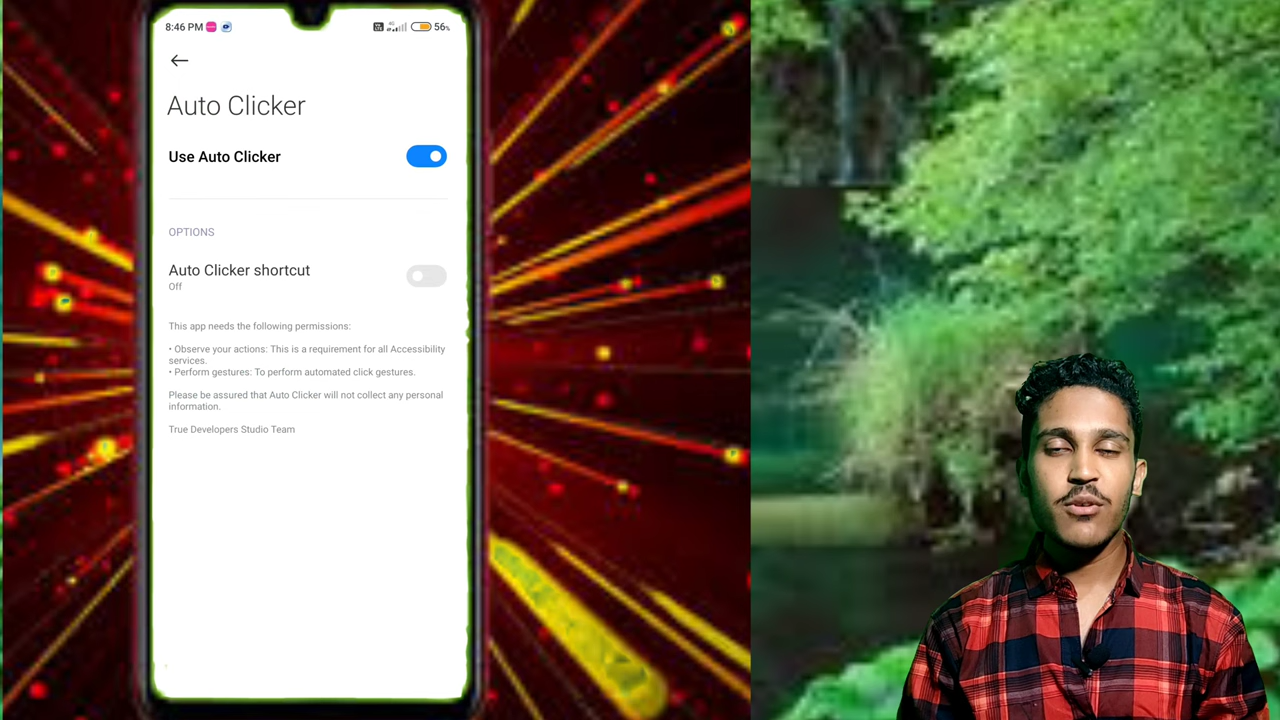 8:46 PM 56%
Auto Clicker
Use Auto Clicker
OPTIONS
Auto Clicker shortcut
Off
This app needs the following permissions:
• Observe your actions: This is a requirement for all Accessibility
services.
• Perform gestures: To perform automated click gestures.
Please be assured that Auto Clicker will not collect any personal
information.
True Developers Studio Team